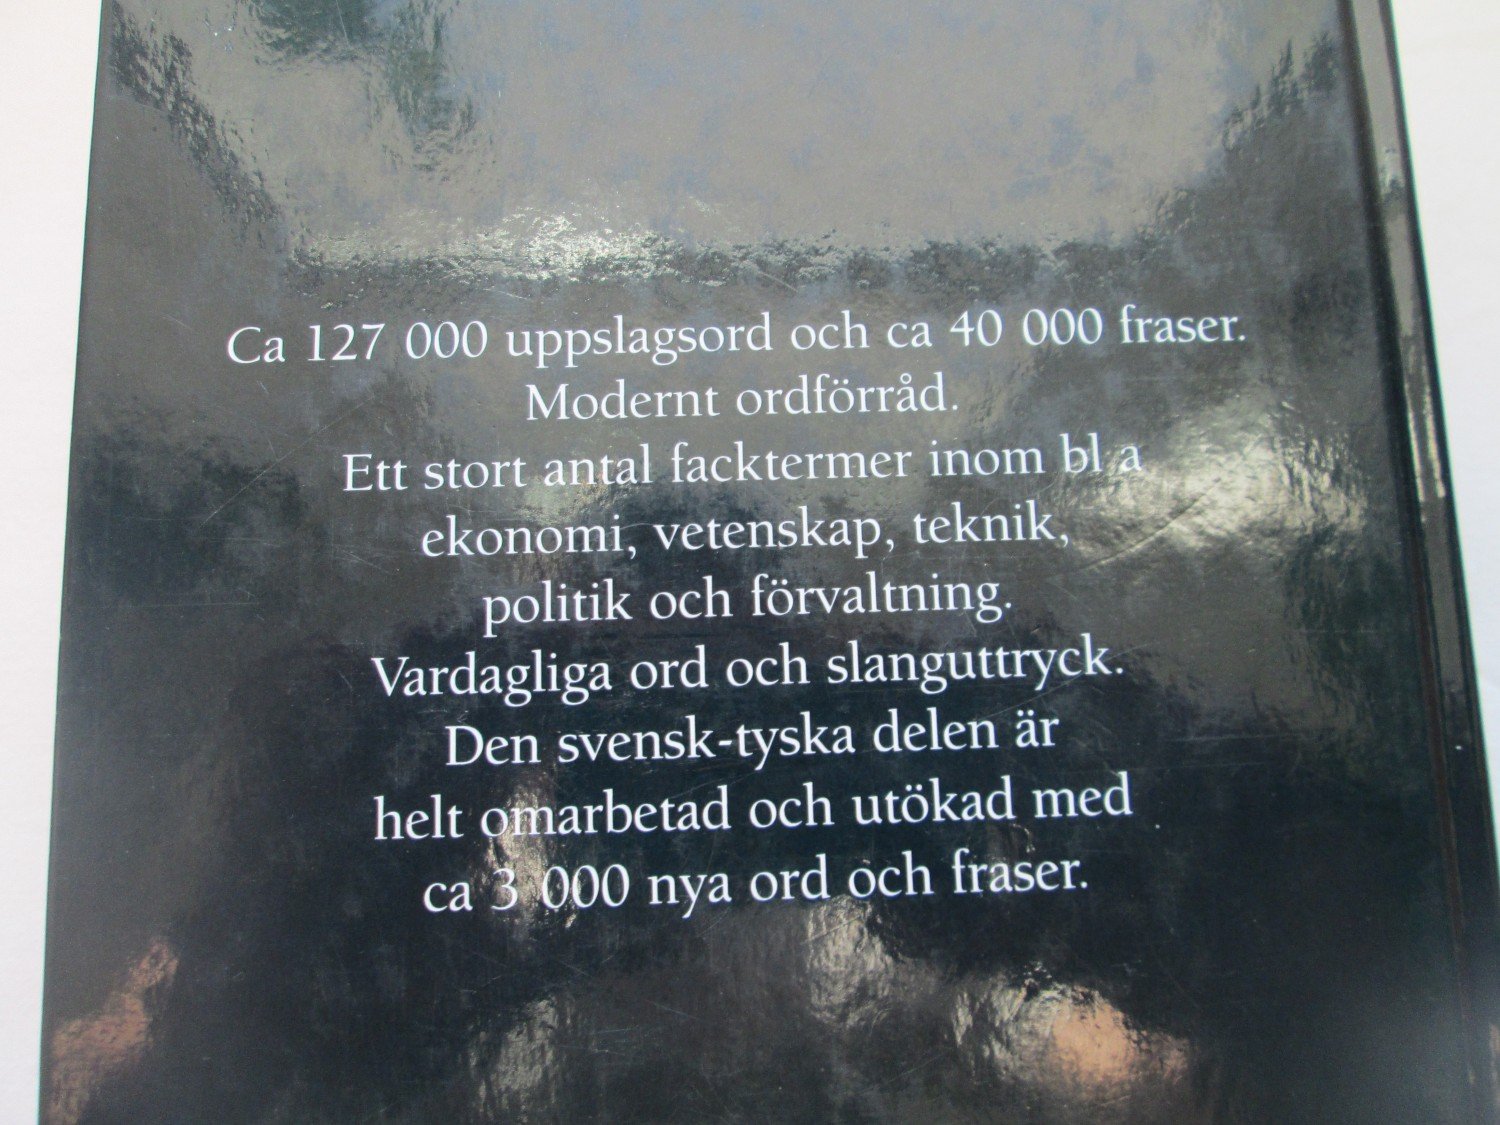 Ca 127 000 uppslagsord och ca 40 000 fraser.
Modernt ordförråd.
Ett stort antal facktermer inom bl a
ekonomi, vetenskap, teknik,
politik och förvaltning.
Vardagliga ord och slanguttryck.
Den svensk-tyska delen är
helt omarbetad och utökad med
ca 3 000 nya ord och fraser.